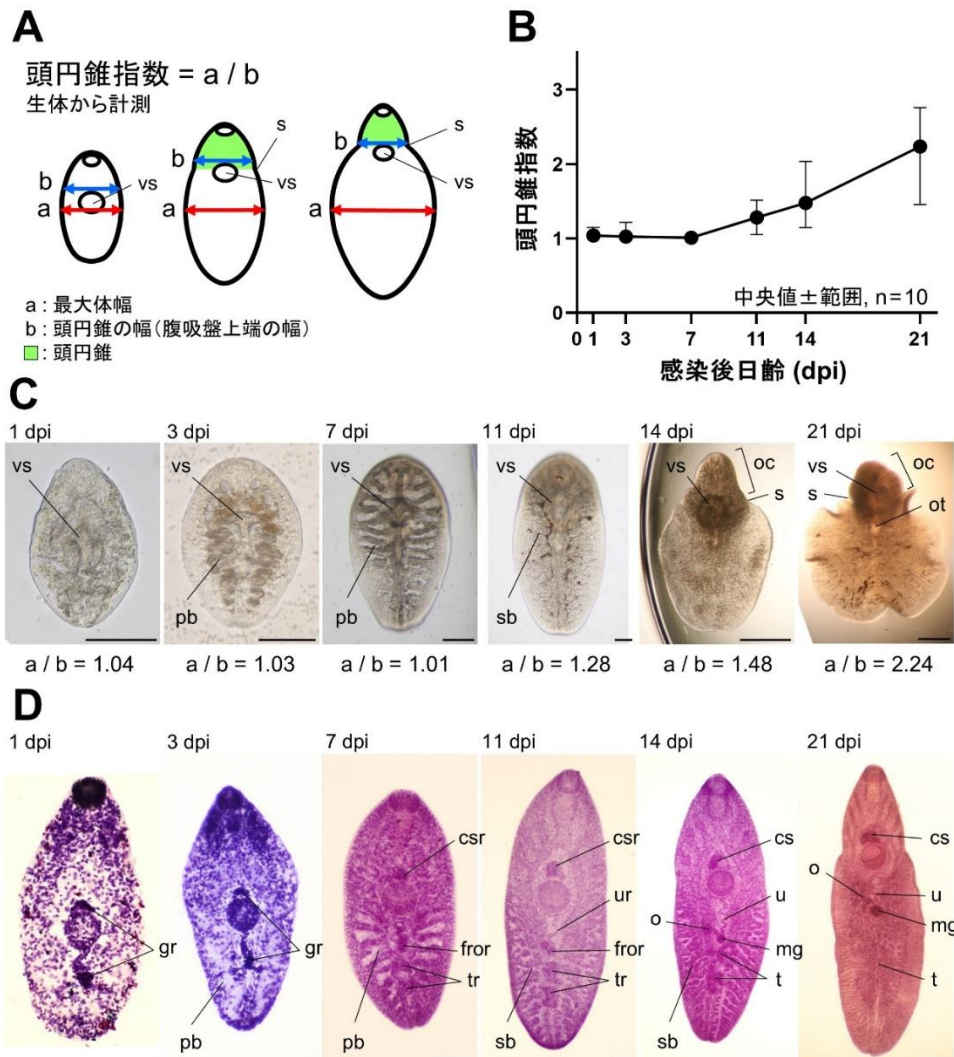 A
頭円錐指数 = a / b
生体から計測
b
a
vs
b
a
s
vs
b
a
s
vs
a : 最大体幅
b : 頭円錐の幅（腹吸盤上端の幅）
: 頭円錐
B
頭円錐指数
3
2
1
0
中央値±範囲, n=10
0 1 3 7 11 14 21
感染後日齢 (dpi)
C
1 dpi
vs
a / b = 1.04
3 dpi
vs
pb
a / b = 1.03
7 dpi
vs
pb
a / b = 1.01
11 dpi
vs
sb
a / b = 1.28
14 dpi
vs
oc
s
a / b = 1.48
21 dpi
vs
oc
s
ot
a / b = 2.24
D
1 dpi
gr
3 dpi
gr
pb
7 dpi
csr
fror
tr
pb
11 dpi
csr
ur
fror
tr
sb
14 dpi
cs
o
u
mg
t
sb
21 dpi
cs
o
u
mg
t